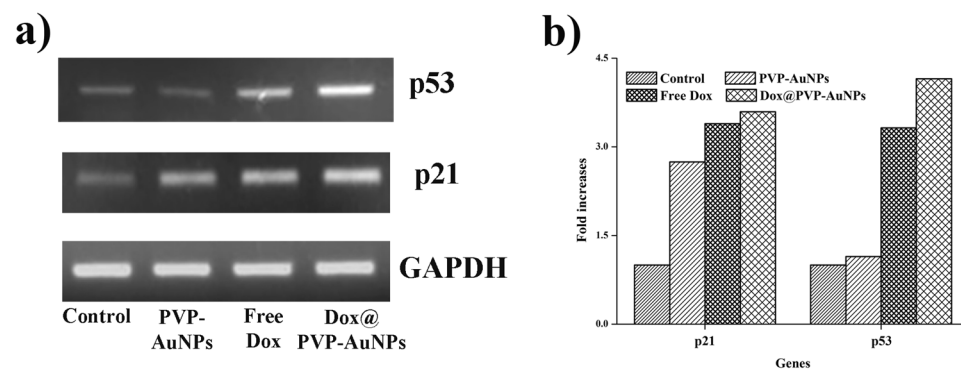 a)
p53
p21
GAPDH
Control
PVP-
AuNPs
Free
Dox
Dox@
PVP-AuNPs
b)
4.5
3.0
1.5
0.0
Fold increases
Control
PVP-AuNPs
Free Dox
Dox@PVP-AuNPs
p21
p53
Genes